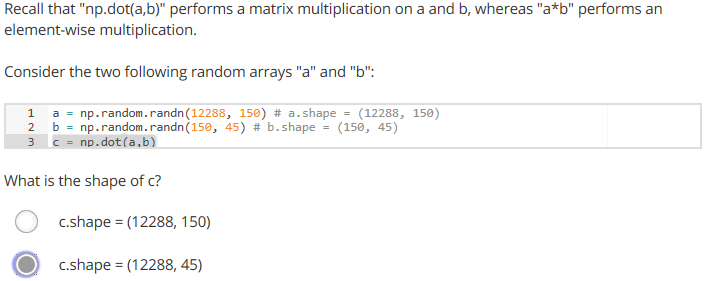 Recall that "np.dot(a,b)" performs a matrix multiplication on a and b, whereas "a*b" performs an
element-wise multiplication.
Consider the two following random arrays "a" and "b":
1 a = np.random.randn(12288, 150) # a.shape = (12288, 150)
2 b = np.random.randn(150, 45) # b.shape = (150, 45)
3 c = np.dot(a,b)
What is the shape of c?
c.shape = (12288, 150)
c.shape = (12288, 45)